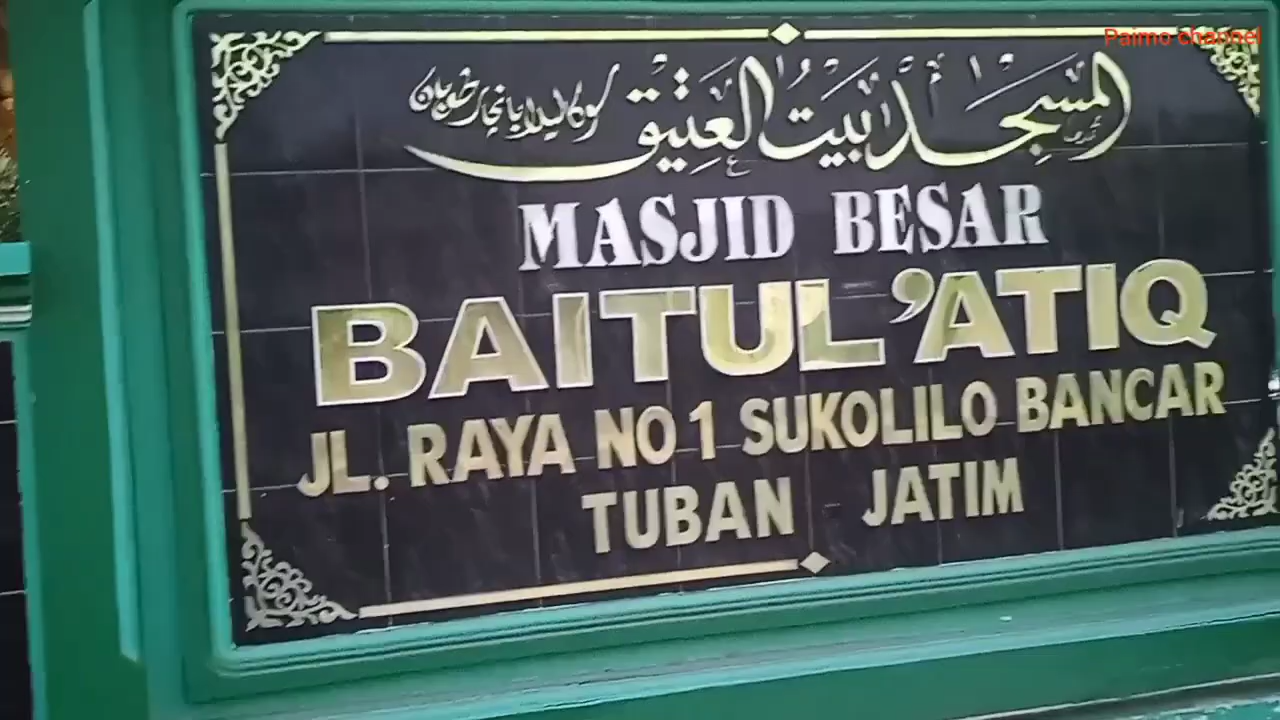 Paimo channel
المسجد بيت العتيق
MASJID BESAR
BAITUL 'ATIQ
JL. RAYA NO 1 SUKOLILO BANCAR
TUBAN JATIM